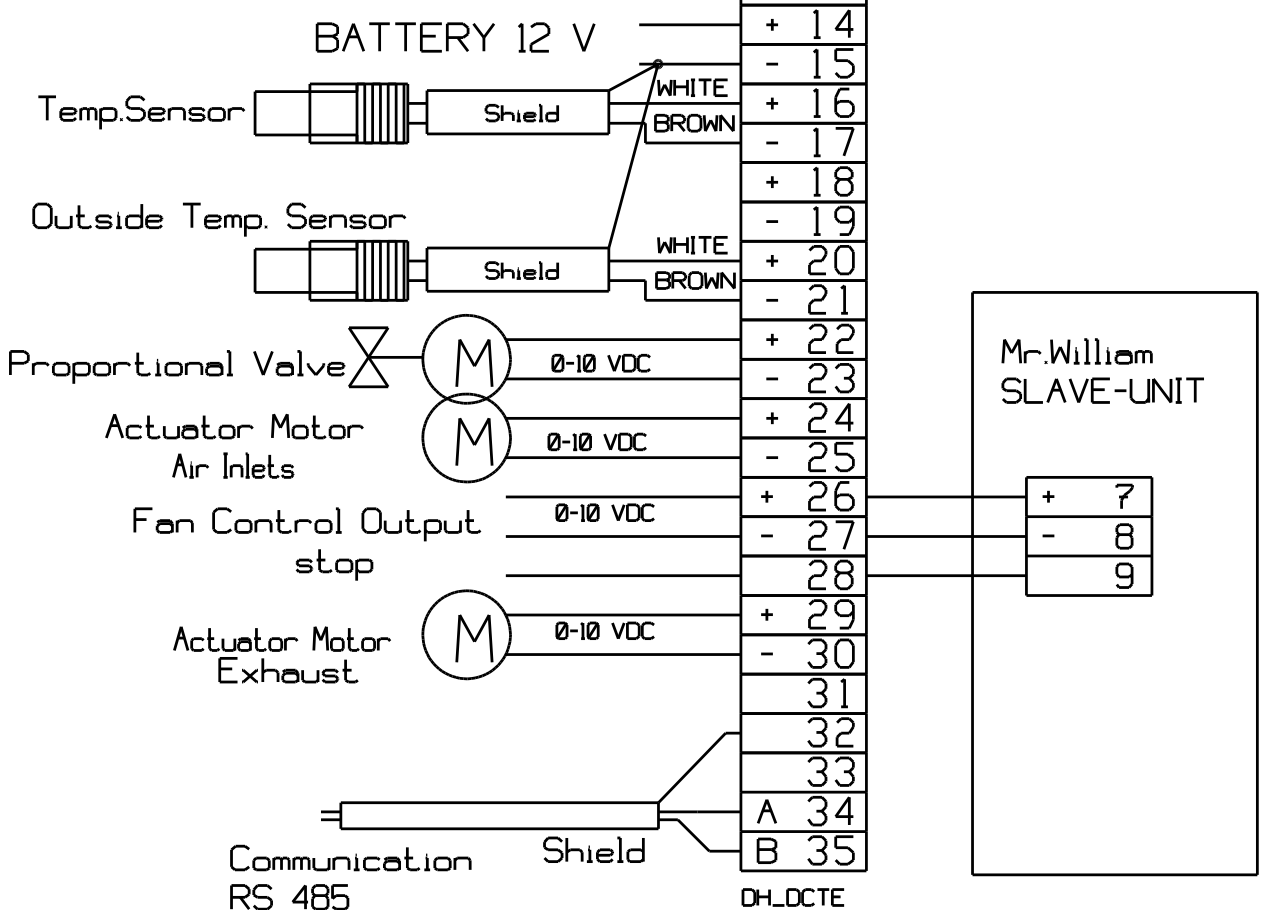 + 14
BATTERY 12 V
- 15
WHITE
Temp.Sensor
Shield
+ 16
BROWN
- 17
+ 18
Outside Temp. Sensor
- 19
WHITE
Shield
+ 20
BROWN
- 21
+ 22
Proportional Valve
M
0-10 VDC
- 23
Mr.William
SLAVE-UNIT
+ 24
Actuator Motor
M
0-10 VDC
Air Inlets
- 25
+ 26
+ 7
0-10 VDC
Fan Control Output
- 27
- 8
stop
28
9
+ 29
M
0-10 VDC
Actuator Motor
Exhaust
- 30
31
32
33
A 34
Shield
B 35
Communication
RS 485
DH_DCTE